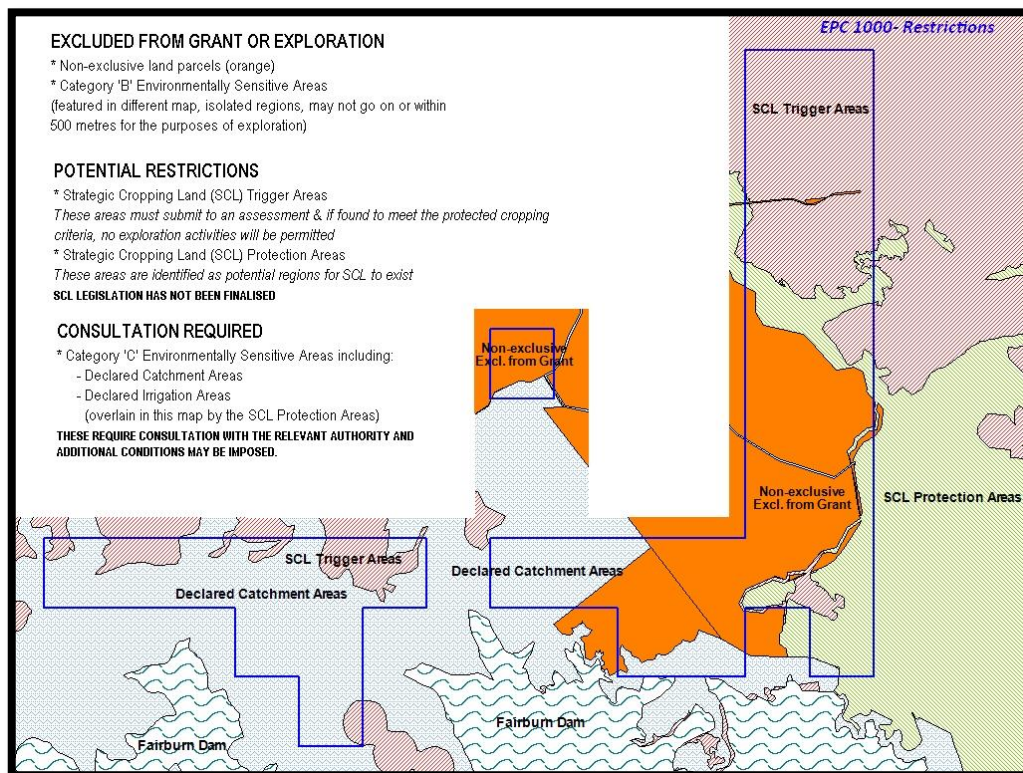 EPC 1000- Restrictions
EXCLUDED FROM GRANT OR EXPLORATION
* Non-exclusive land parcels (orange)
* Category 'B' Environmentally Sensitive Areas
(featured in different map, isolated regions, may not go on or within
500 metres for the purposes of exploration)
POTENTIAL RESTRICTIONS
* Strategic Cropping Land (SCL) Trigger Areas
These areas must submit to an assessment & if found to meet the protected cropping
criteria, no exploration activities will be permitted
* Strategic Cropping Land (SCL) Protection Areas
These areas are identified as potential regions for SCL to exist
SCL LEGISLATION HAS NOT BEEN FINALISED
CONSULTATION REQUIRED
* Category 'C' Environmentally Sensitive Areas including:
- Declared Catchment Areas
- Declared Irrigation Areas
(overlain in this map by the SCL Protection Areas)
THESE REQUIRE CONSULTATION WITH THE RELEVANT AUTHORITY AND
ADDITIONAL CONDITIONS MAY BE IMPOSED.
SCL Trigger Areas
Non-exclusive
Excl. from Grant
Non-exclusive
Excl. from Grant
SCL Protection Areas
SCL Trigger Areas
Declared Catchment Areas
Declared Catchment Areas
Fairburn Dam
Fairburn Dam